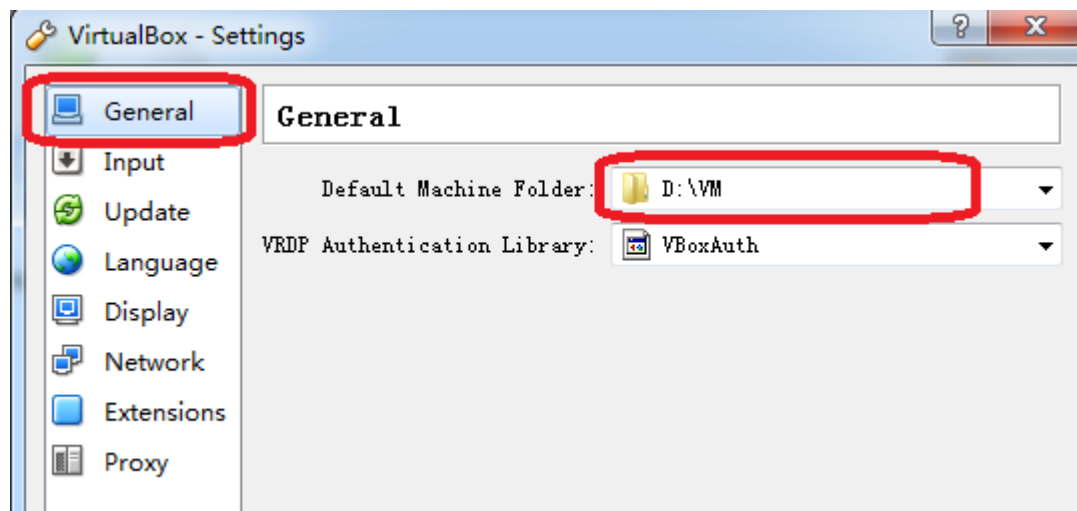 VirtualBox - Settings
General
Input
Update
Language
Display
Network
Extensions
Proxy
General
Default Machine Folder: D:\VM
VRDP Authentication Library: VBoxAuth